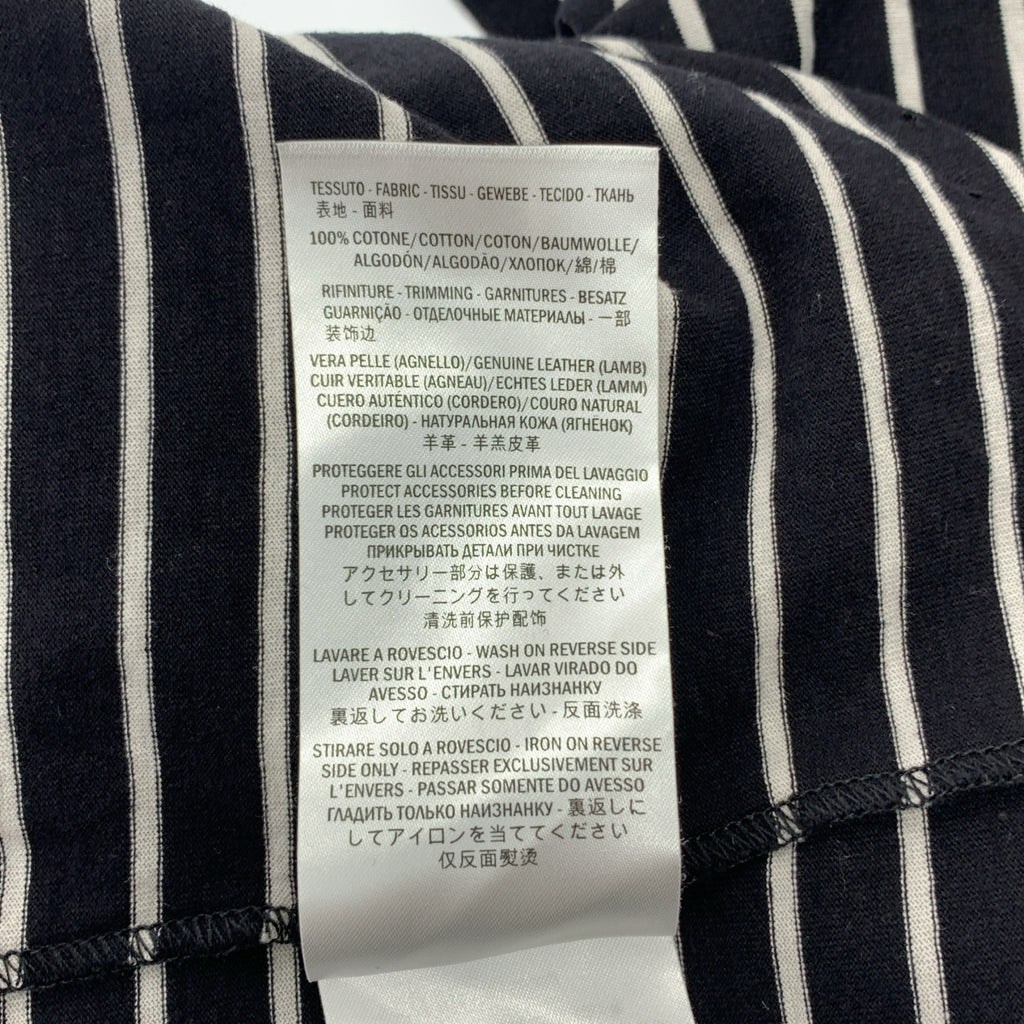 TESSUTO - FABRIC - TISSU - GEWEBE - TECIDO - ТКАНЬ
表地 - 面料
100% COTONE/COTTON/COTON/BAUMWOLLE/
ALGODÓN/ALGODÃO/ХЛОПОК/綿/棉
RIFINITURE - TRIMMING - GARNITURES - BESATZ
GUARNIÇÃO - ОТДЕЛОЧНЫЕ МАТЕРИАЛЫ - 一部
装饰边
VERA PELLE (AGNELLO)/GENUINE LEATHER (LAMB)
CUIR VERITABLE (AGNEAU)/ECHTES LEDER (LAMM)
CUERO AUTÉNTICO (CORDERO)/COURO NATURAL
(CORDEIRO) - НАТУРАЛЬНАЯ КОЖА (ЯГНЕНОК)
羊革 - 羊羔皮革
PROTEGGERE GLI ACCESSORI PRIMA DEL LAVAGGIO
PROTECT ACCESSORIES BEFORE CLEANING
PROTEGER LES GARNITURES AVANT TOUT LAVAGE
PROTEGER OS ACESSORIOS ANTES DA LAVAGEM
ПРИКРЫВАТЬ ДЕТАЛИ ПРИ ЧИСТКЕ
アクセサリー部分は保護、または外
してクリーニングを行ってください
清洗前保护配饰
LAVARE A ROVESCIO - WASH ON REVERSE SIDE
LAVER SUR L'ENVERS - LAVAR VIRADO DO
AVESSO - СТИРАТЬ НАИЗНАНКУ
裏返してお洗いください - 反面洗涤
STIRARE SOLO A ROVESCIO - IRON ON REVERSE
SIDE ONLY - REPASSER EXCLUSIVEMENT SUR
L'ENVERS - PASSAR SOMENTE DO AVESSO
ГЛАДИТЬ ТОЛЬКО НАИЗНАНКУ - 裏返しに
してアイロンを当ててください
仅反面熨烫